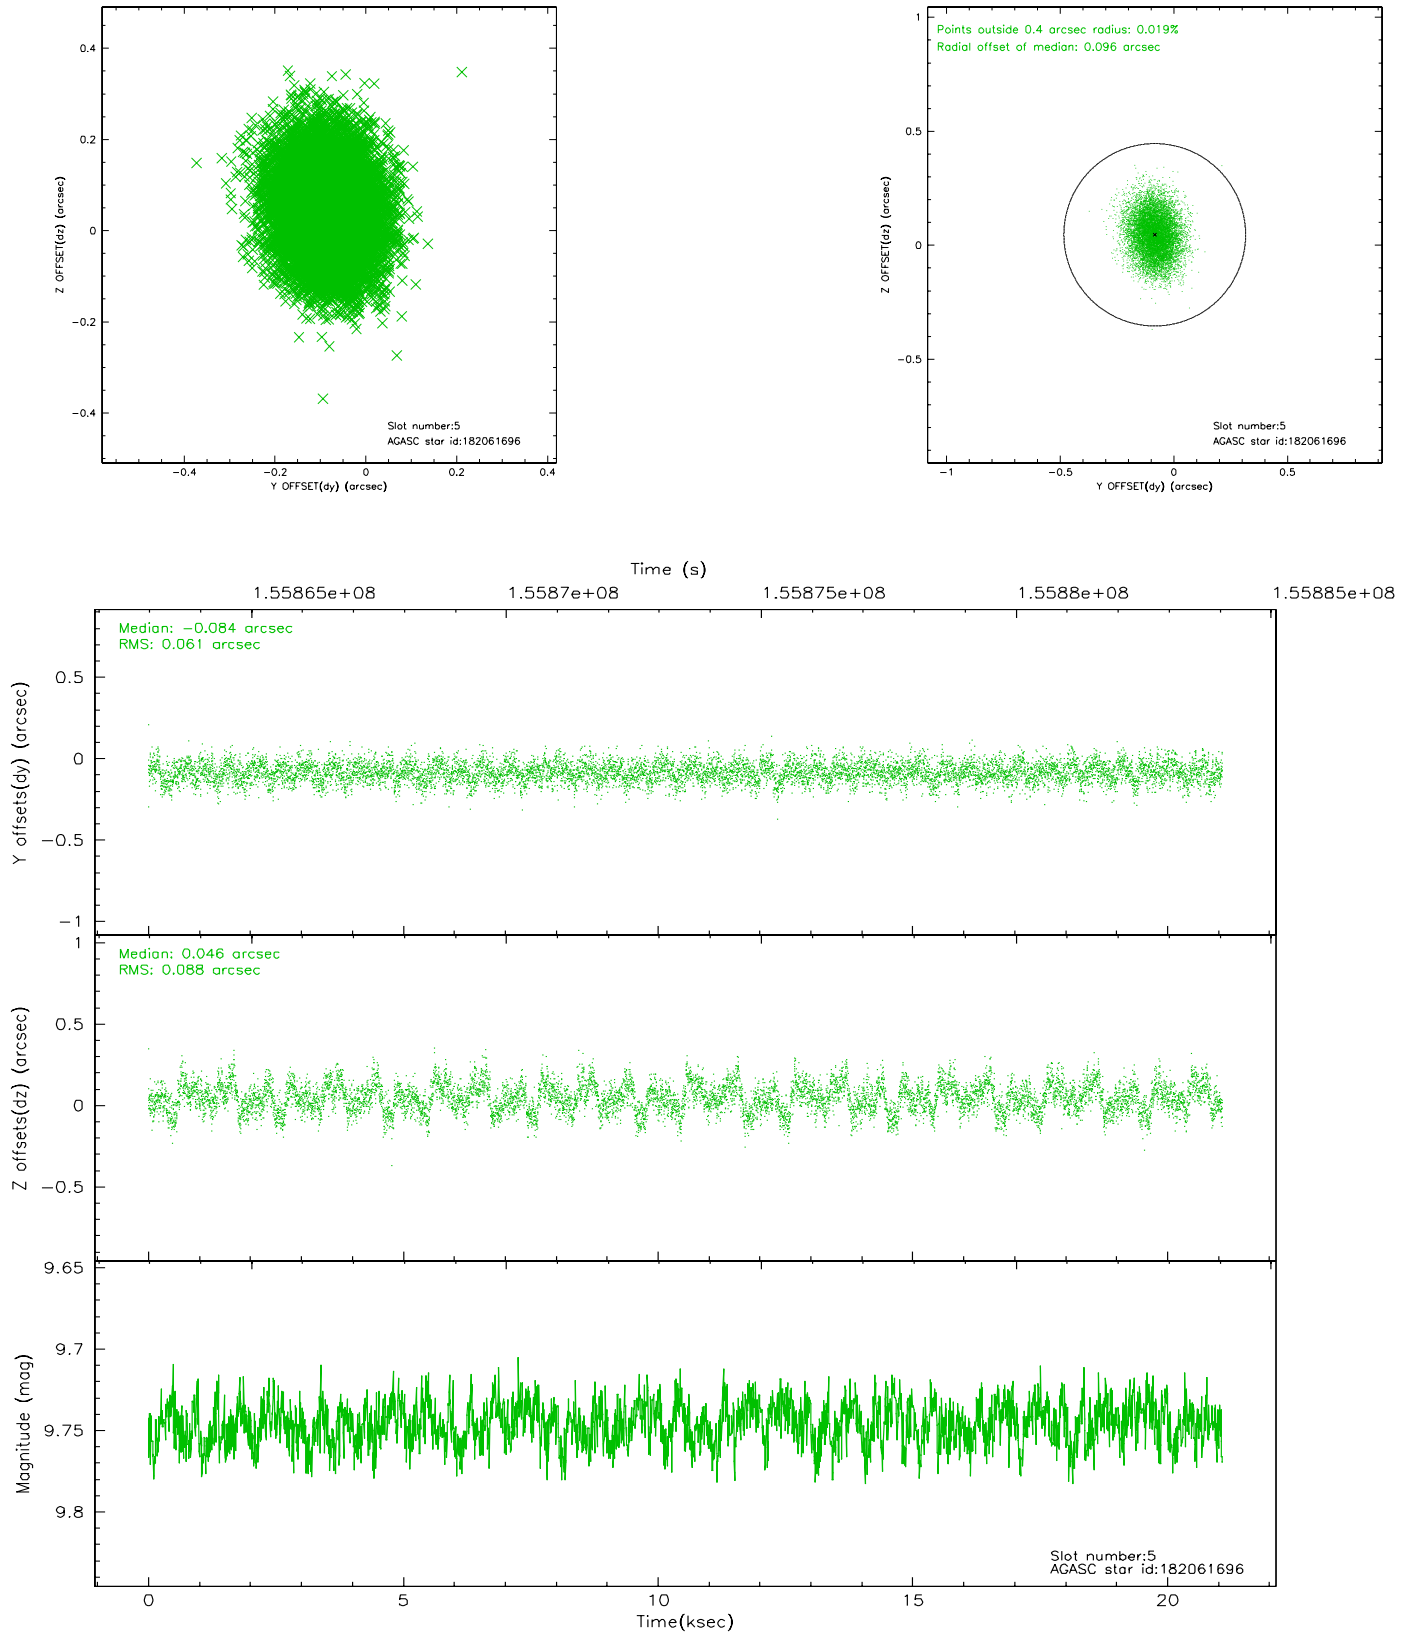 0.4
0.2
0
−0.2
−0.4
Z OFFSET(dz) (arcsec)
Slot number:5
AGASC star id:182061696
−0.4
−0.2
0
0.2
0.4
Y OFFSET(dy) (arcsec)
Points outside 0.4 arcsec radius: 0.019%
Radial offset of median: 0.096 arcsec
1
0.5
0
−0.5
Z OFFSET(dz) (arcsec)
Slot number:5
AGASC star id:182061696
−1
−0.5
0
0.5
Y OFFSET(dy) (arcsec)
Time (s)
1.55865e+08
1.5587e+08
1.55875e+08
1.5588e+08
1.55885e+08
Median: −0.084 arcsec
RMS: 0.061 arcsec
0.5
0
−0.5
−1
Y offsets(dy) (arcsec)
Median: 0.046 arcsec
RMS: 0.088 arcsec
1
0.5
0
−0.5
Z offsets(dz) (arcsec)
9.65
9.7
9.75
9.8
Magnitude (mag)
Slot number:5
AGASC star id:182061696
0
5
10
15
20
Time(ksec)